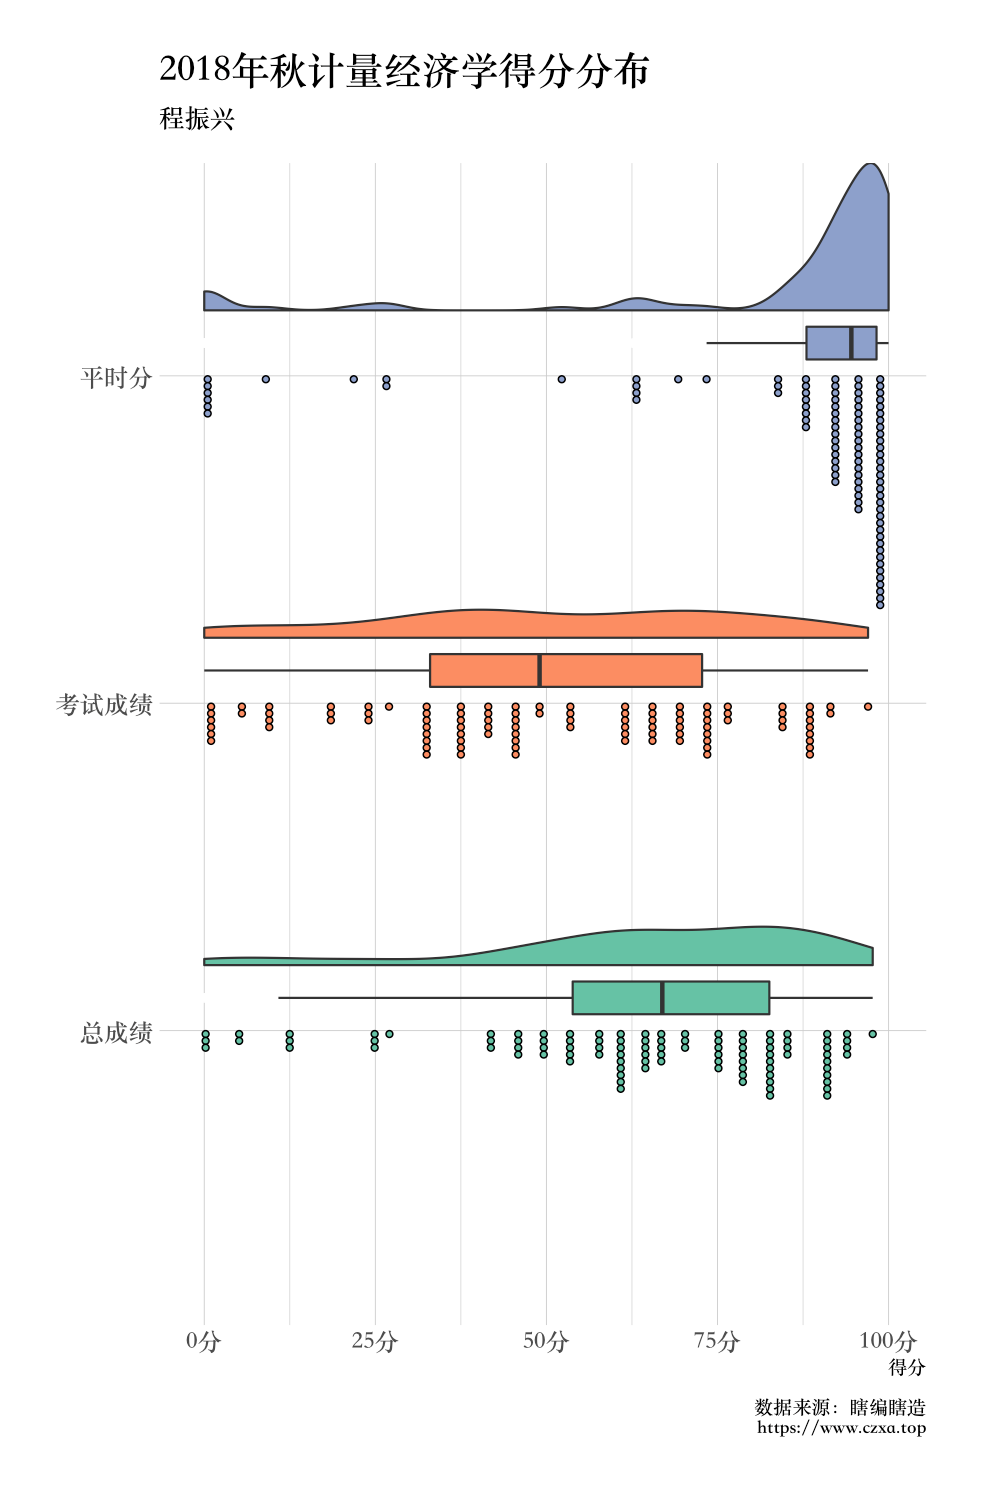 2018年秋计量经济学得分分布
程振兴
平时分
考试成绩
总成绩
0分 25分 50分 75分 100分
得分
数据来源：瞎编瞎造
https://www.czxa.top